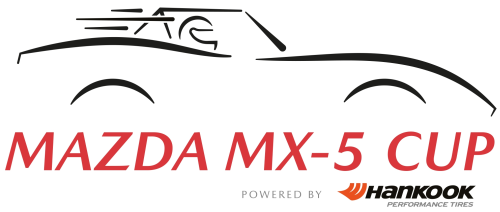 MAZDA MX-5 CUP
POWERED BY HANKOOK
PERFORMANCE TIRES